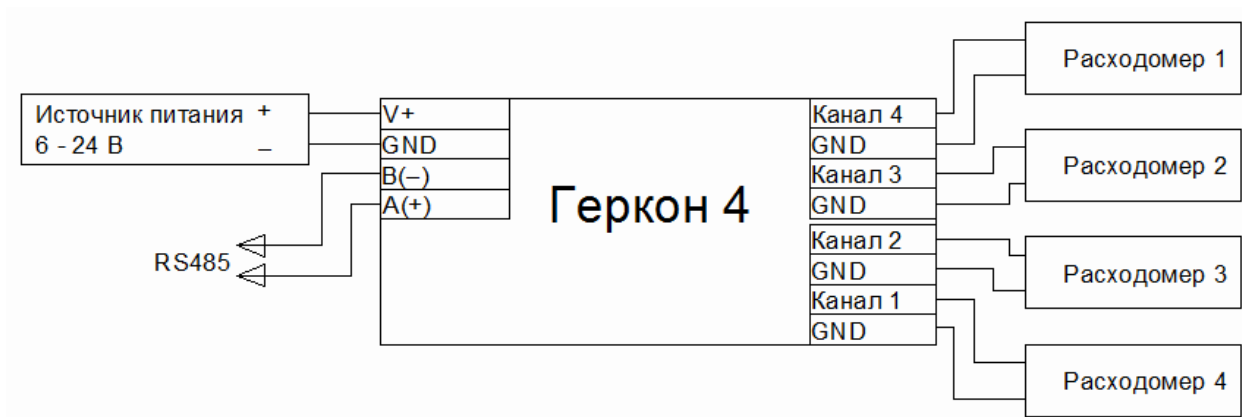 Источник питания +
6 - 24 В –
RS485
V+
GND
B(–)
A(+)
Геркон 4
Канал 4
GND
Канал 3
GND
Канал 2
GND
Канал 1
GND
Расходомер 1
Расходомер 2
Расходомер 3
Расходомер 4